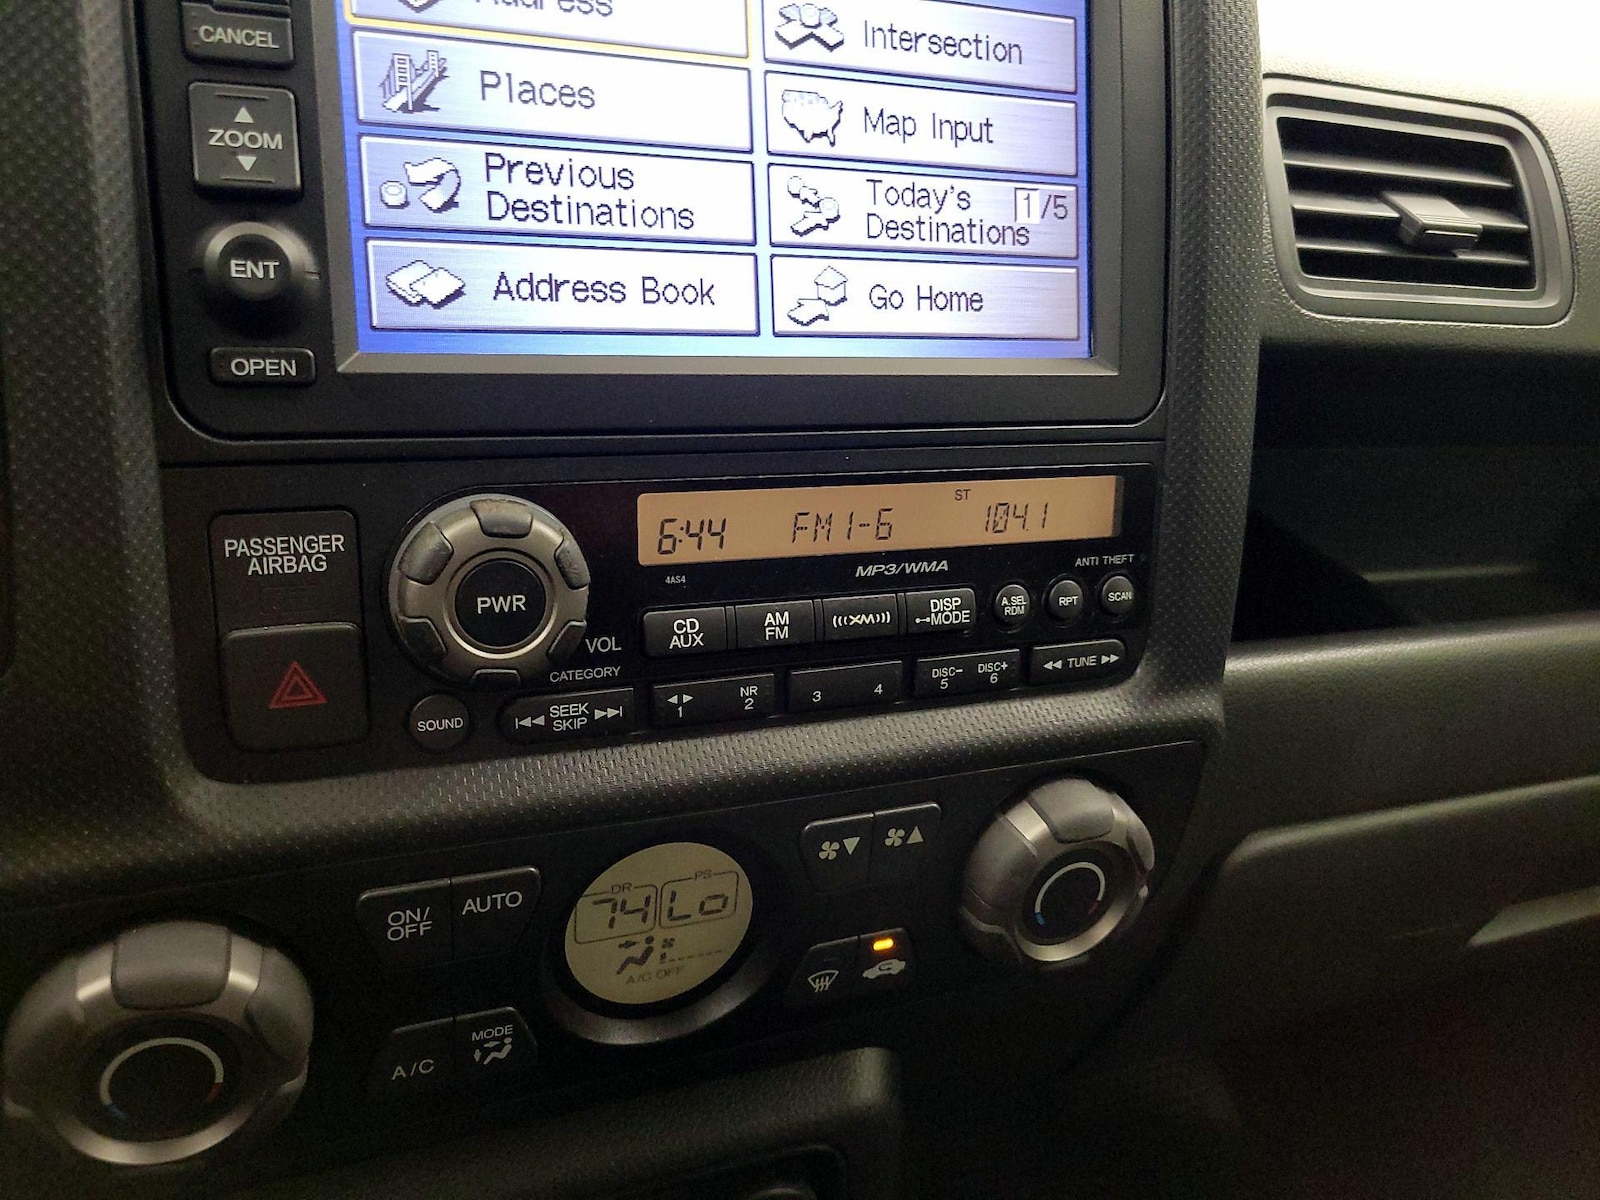 CANCEL
Address
Intersection
Places
Map Input
ZOOM
Previous
Destinations
Today's
Destinations
1/5
ENT
Address Book
Go Home
OPEN
PASSENGER
AIRBAG
PWR
VOL
6:44 FM1-6 ST 104.1
4AS4
MP3/WMA
ANTI THEFT
CD
AUX
AM
FM
(((XM)))
DISP
MODE
A.SEL
RDM
RPT
SCAN
CATEGORY
SOUND
SEEK
SKIP
1
NR
2
3
4
DISC-
5
DISC+
6
TUNE
ON/
OFF
AUTO
DR
74
PS
Lo
A/C OFF
A/C
MODE